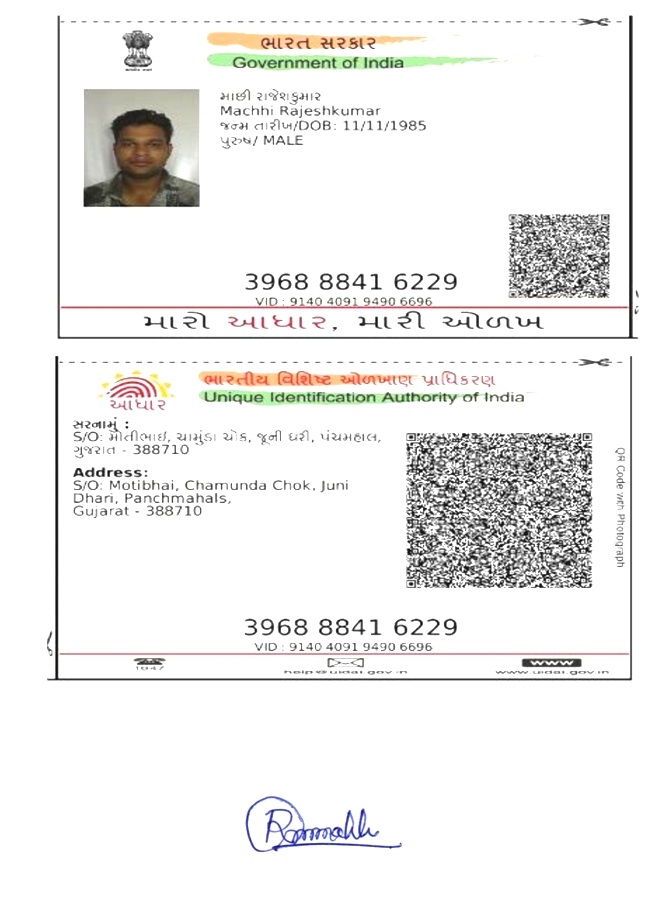 ભારત સરકાર
Government of India
માછી રાજેશકુમાર
Machhi Rajeshkumar
જન્મ તારીખ/DOB: 11/11/1985
પુરુષ/ MALE
3968 8841 6229
VID : 9140 4091 9490 6696
મારો આધાર, મારી ઓળખ
ભારતીય વિશિષ્ટ ઓળખાણ પ્રાધિકરણ
Unique Identification Authority of India
આધાર
સરનામું :
S/O: મોતીભાઈ, ચામુંડા ચોક, જૂની ધરી, પંચમહાલ,
ગુજરાત - 388710
Address:
S/O: Motibhai, Chamunda Chok, Juni
Dhari, Panchmahals,
Gujarat - 388710
QR Code with Photograph
3968 8841 6229
VID : 9140 4091 9490 6696
1947
help@uidai.gov.in
www
www.uidai.gov.in